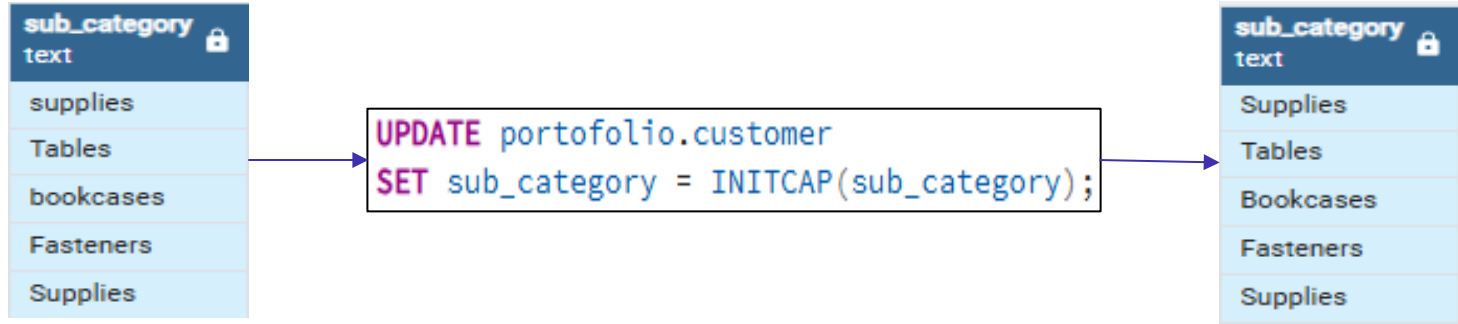 sub_category
text
supplies
Tables
bookcases
Fasteners
Supplies
UPDATE portofolio.customer
SET sub_category = INITCAP(sub_category);
sub_category
text
Supplies
Tables
Bookcases
Fasteners
Supplies